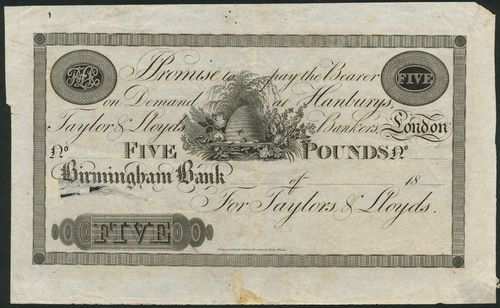 I Promise to pay the Bearer FIVE
on Demand at Hanburys,
Taylor & Lloyds Bankers London
No FIVE POUNDS No
Birmingham Bank of 18
For Taylors & Lloyds.
FIVE